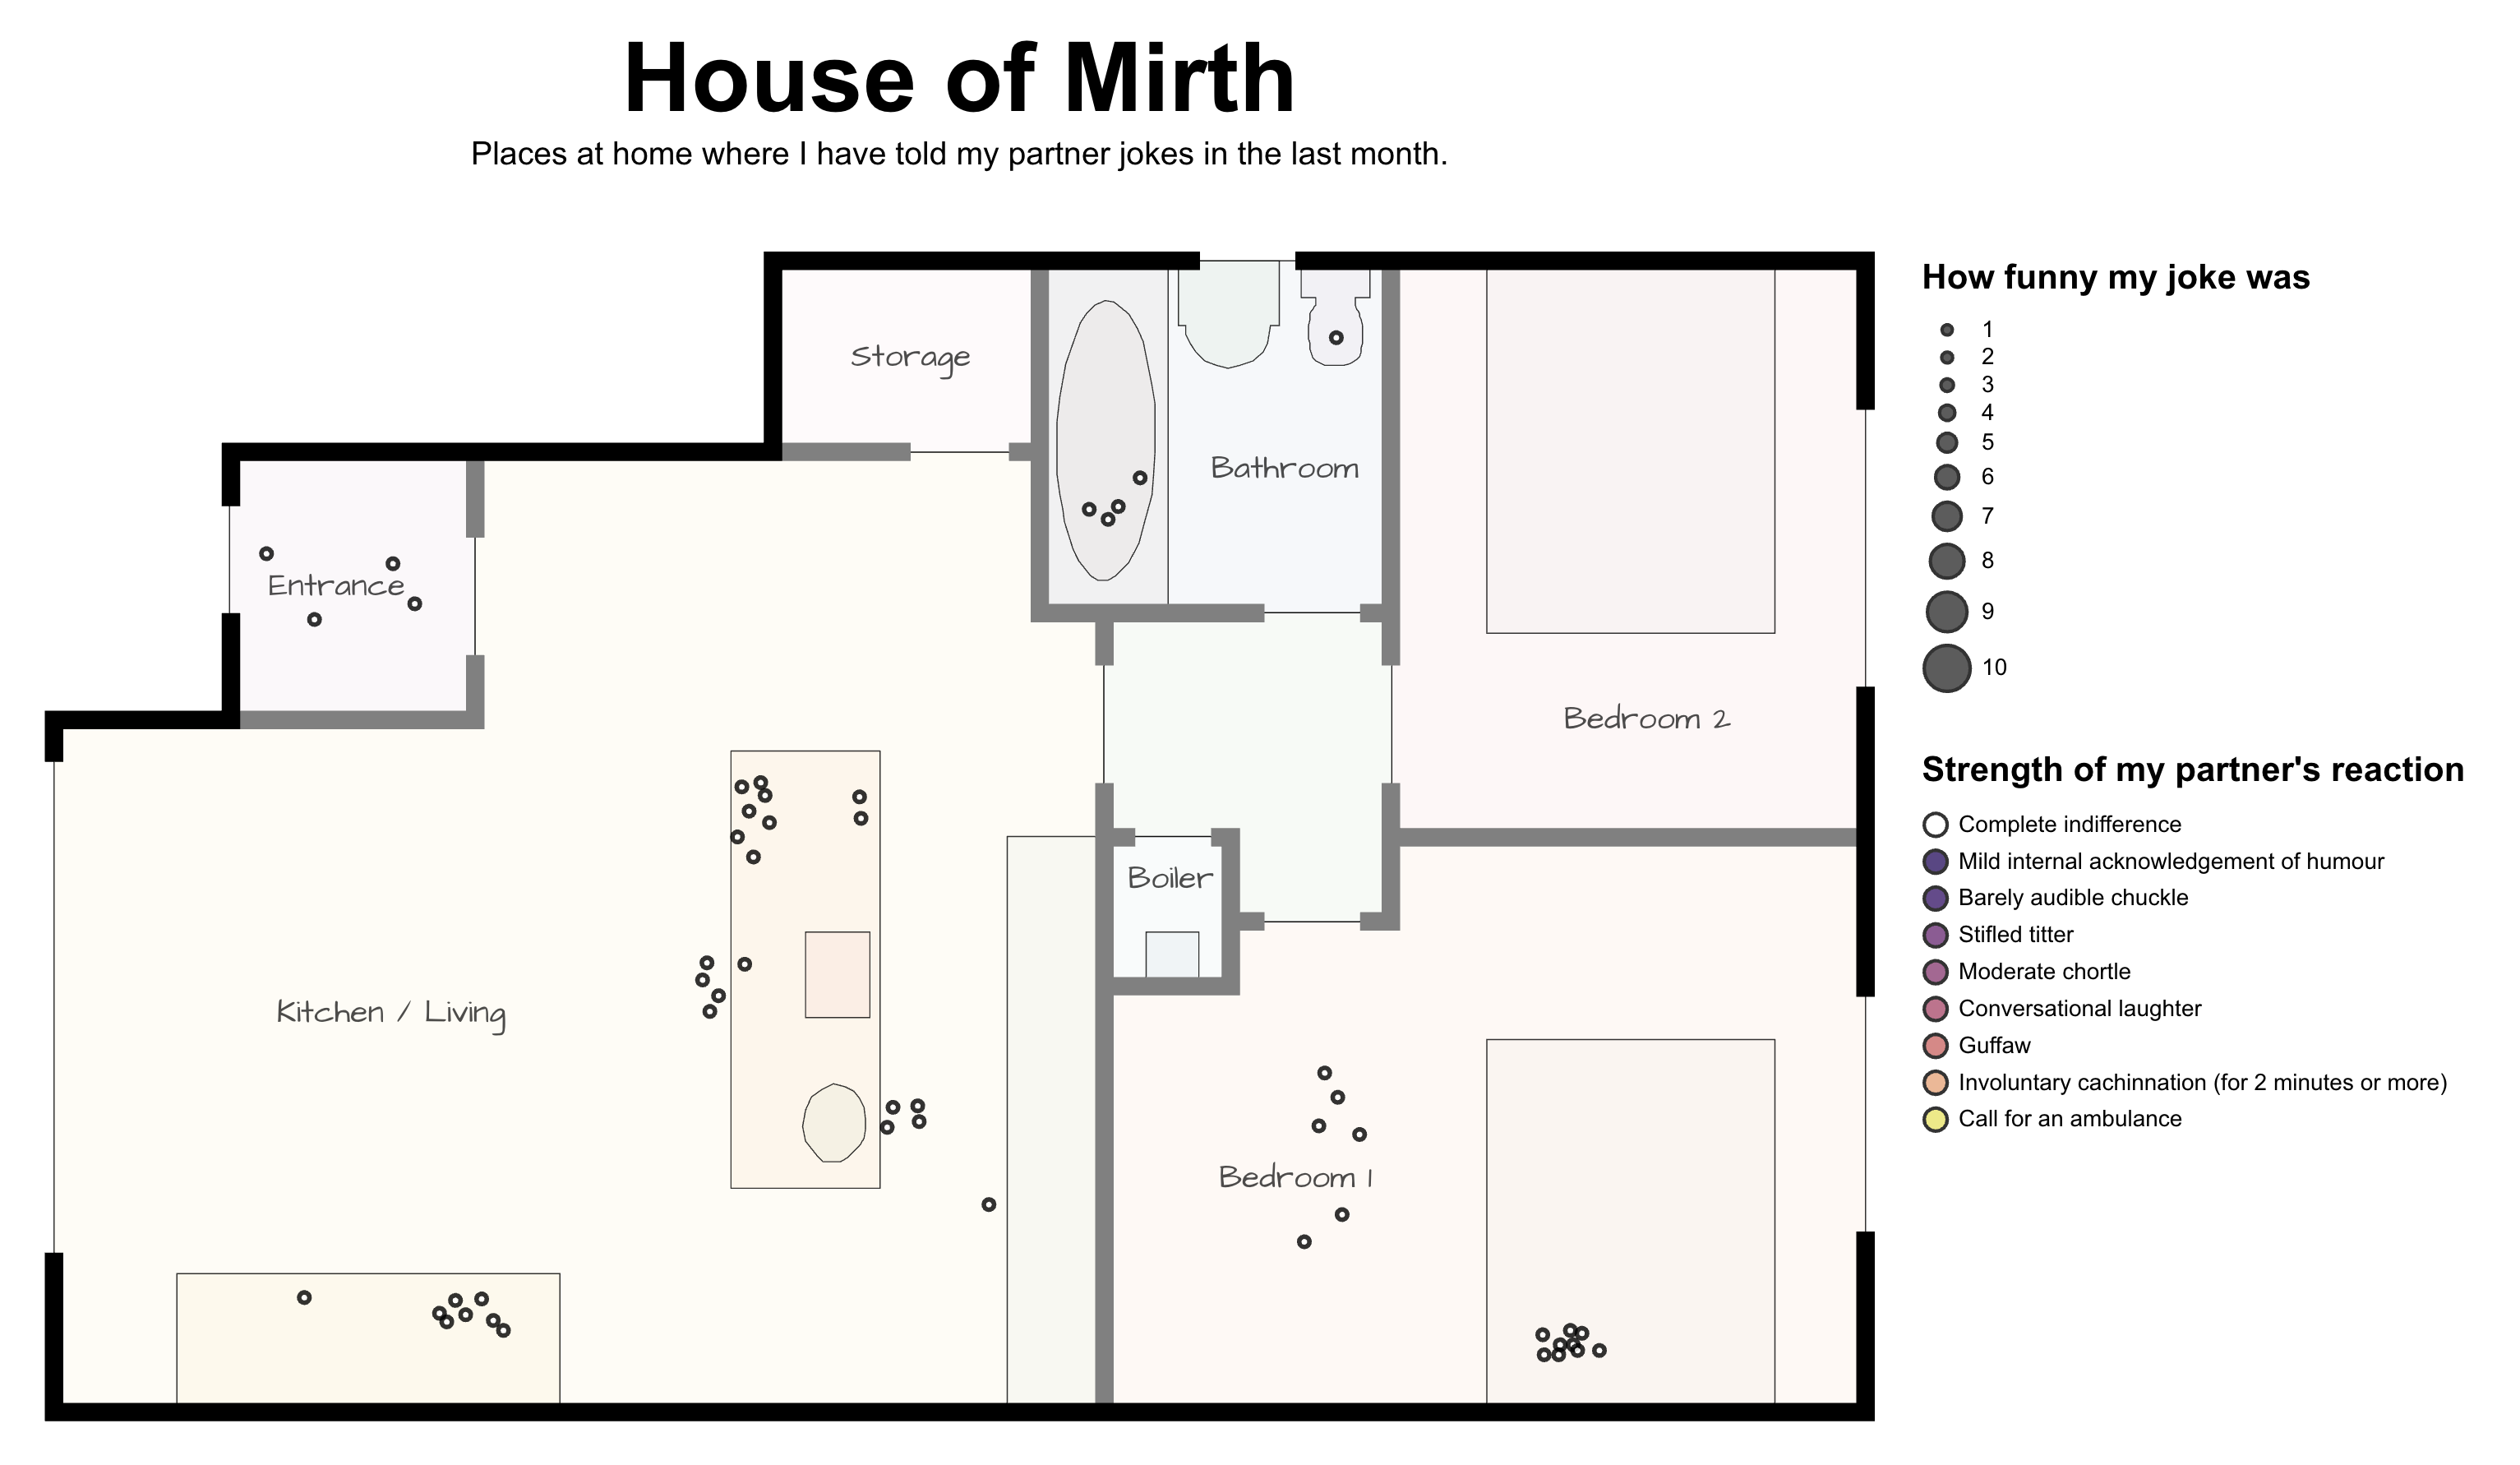 House of Mirth
Places at home where I have told my partner jokes in the last month.
Storage
Bathroom
Entrance
Bedroom 2
Boiler
Kitchen / Living
Bedroom 1
How funny my joke was
1
2
3
4
5
6
7
8
9
10
Strength of my partner's reaction
Complete indifference
Mild internal acknowledgement of humour
Barely audible chuckle
Stifled titter
Moderate chortle
Conversational laughter
Guffaw
Involuntary cachinnation (for 2 minutes or more)
Call for an ambulance